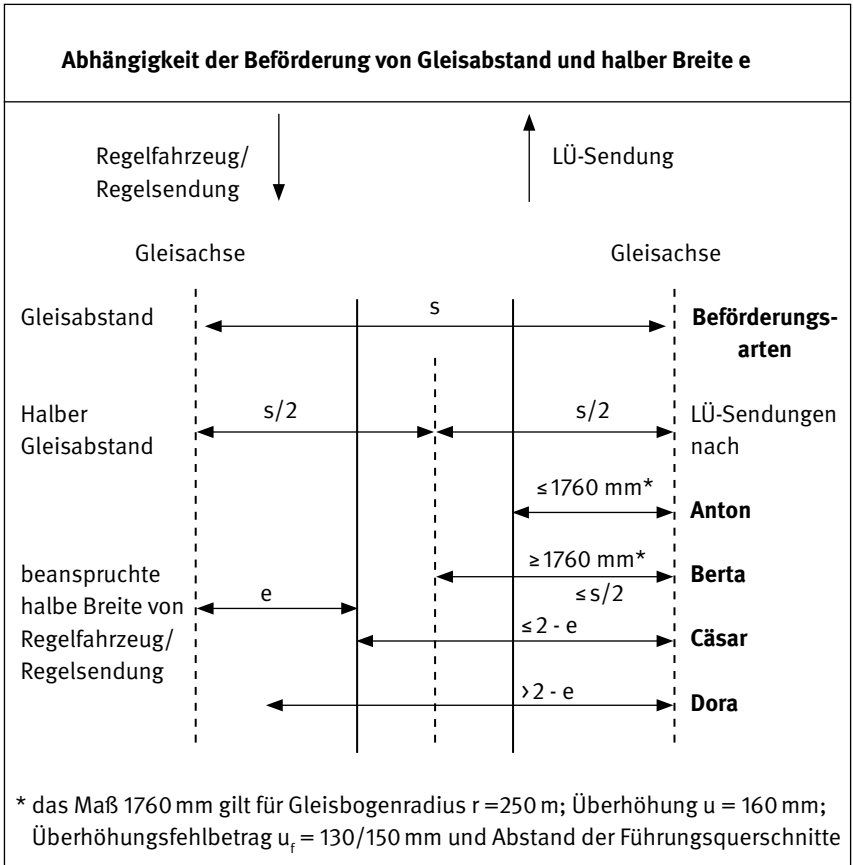 Abhängigkeit der Beförderung von Gleisabstand und halber Breite e
Regelfahrzeug/
Regelsendung
LÜ-Sendung
Gleisachse
Gleisachse
Gleisabstand
s
Beförderungs-
arten
Halber
Gleisabstand
s/2
s/2
LÜ-Sendungen
nach
≤ 1760 mm*
Anton
≥ 1760 mm*
≤ s/2
Berta
beanspruchte
halbe Breite von
Regelfahrzeug/
Regelsendung
e
≤ 2 - e
Cäsar
› 2 - e
Dora
* das Maß 1760 mm gilt für Gleisbogenradius r =250 m; Überhöhung u = 160 mm;
Überhöhungsfehlbetrag uf = 130/150 mm und Abstand der Führungsquerschnitte